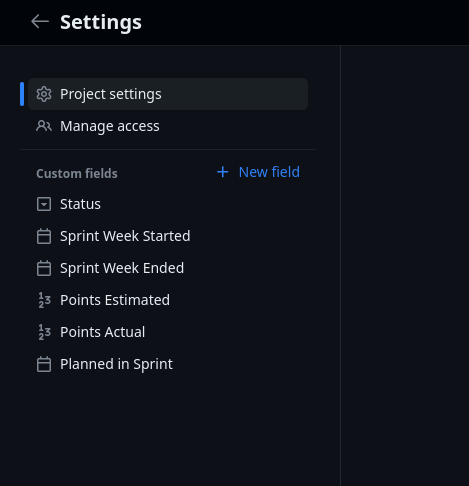 Settings
Project settings
Manage access
Custom fields
New field
Status
Sprint Week Started
Sprint Week Ended
Points Estimated
Points Actual
Planned in Sprint